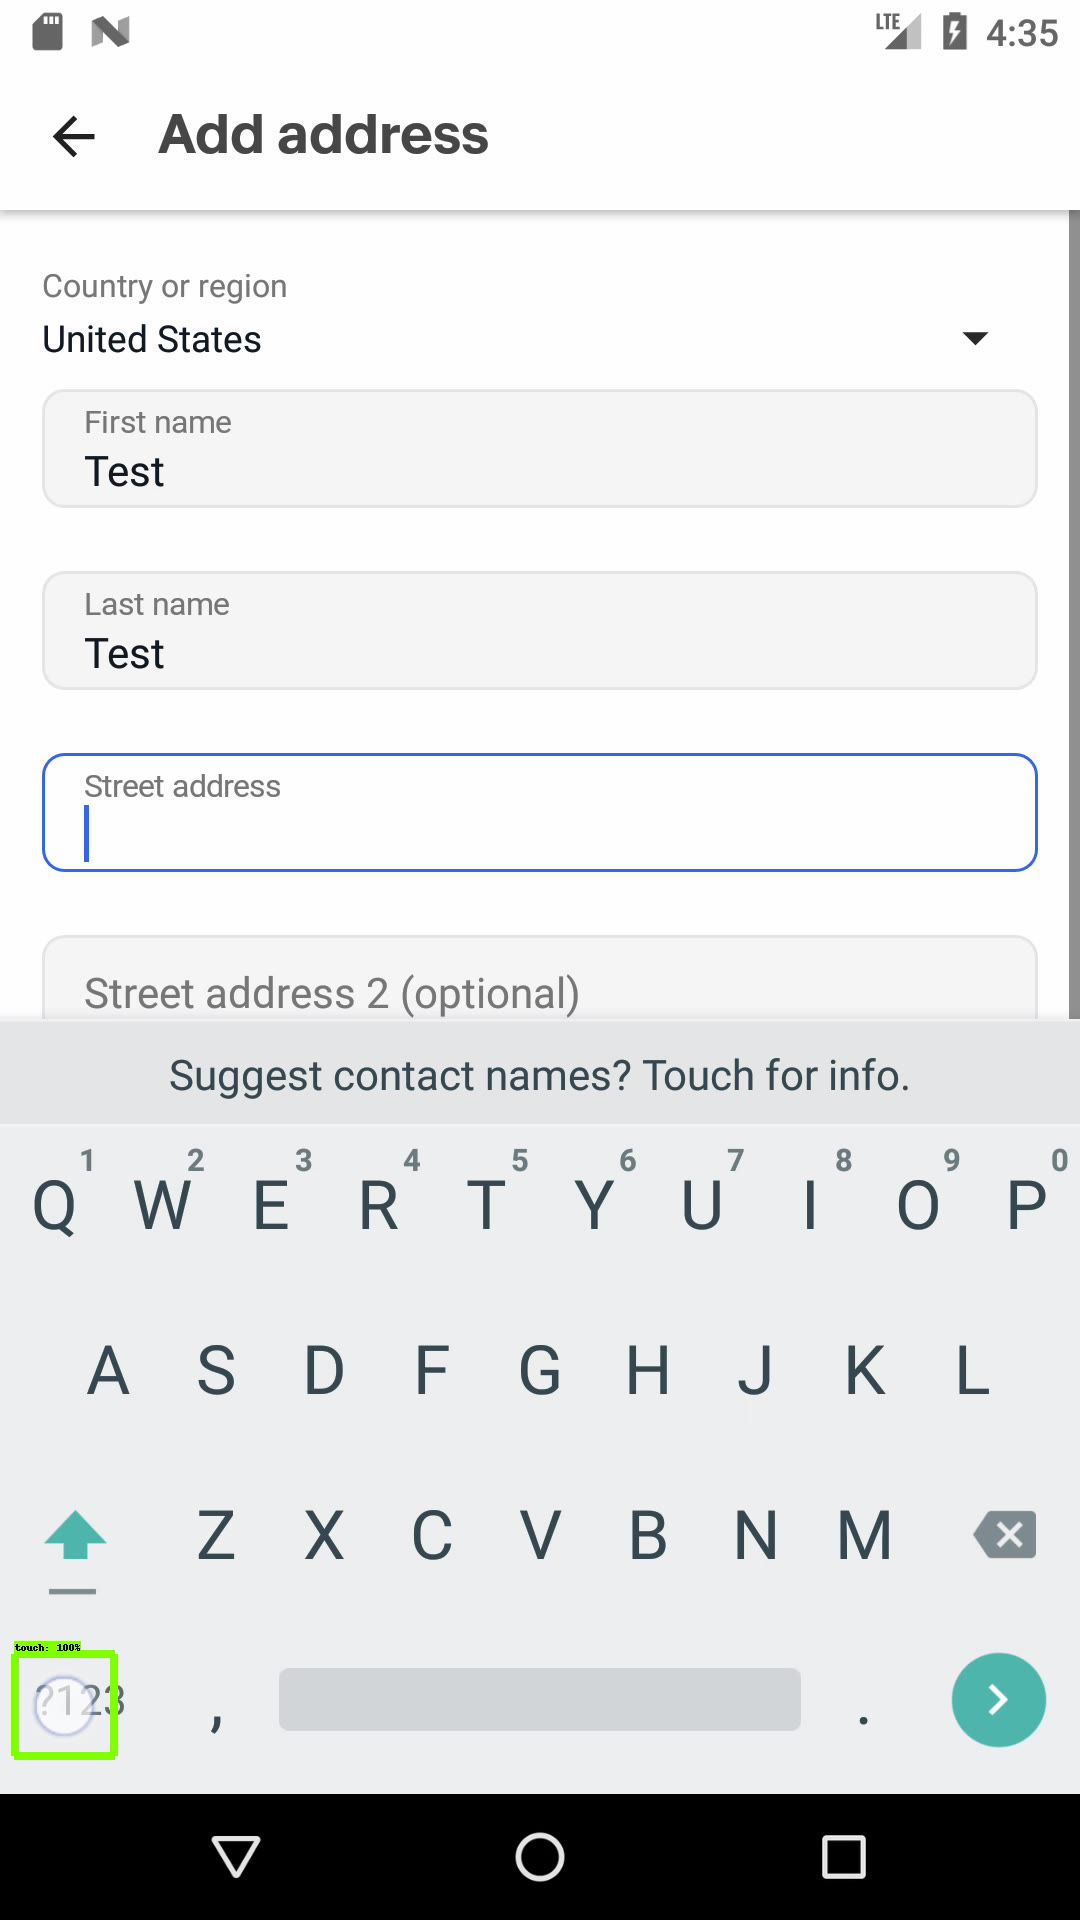 LTE 4:35
Add address
Country or region
United States
First name
Test
Last name
Test
Street address
Street address 2 (optional)
Suggest contact names? Touch for info.
1 2 3 4 5 6 7 8 9 0
Q W E R T Y U I O P
A S D F G H J K L
Z X C V B N M
touch: 100%
?123 , .